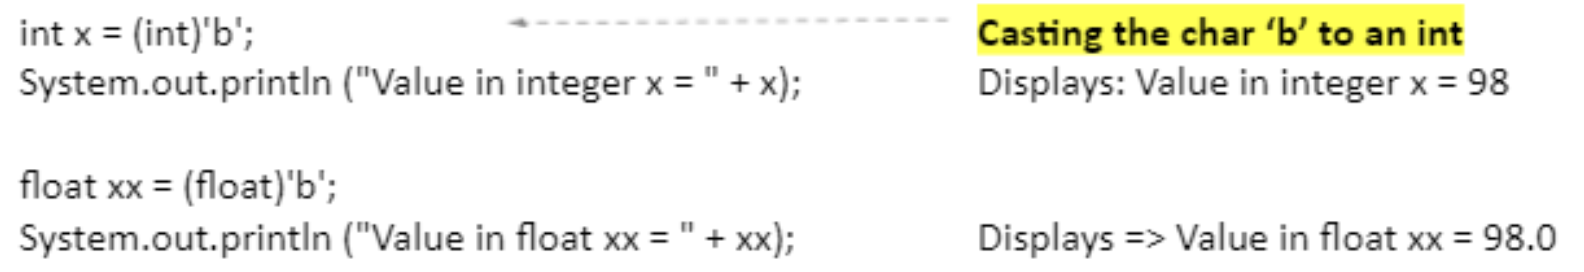 int x = (int)'b'; Casting the char ‘b’ to an int
System.out.println ("Value in integer x = " + x); Displays: Value in integer x = 98
float xx = (float)'b';
System.out.println ("Value in float xx = " + xx); Displays => Value in float xx = 98.0